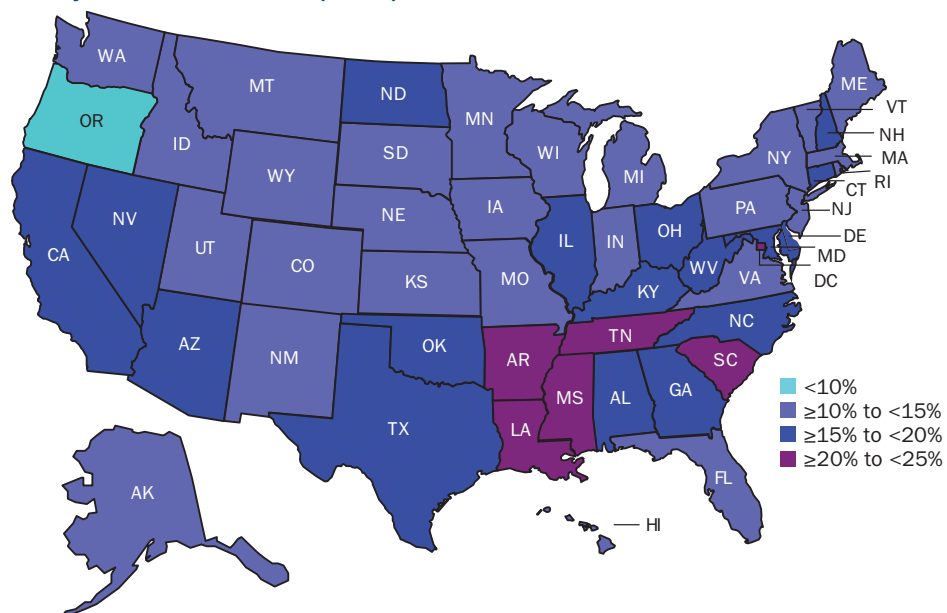 WA
MT
ND
MN
ME
VT
OR
NH
ID
SD
WI
NY
MA
WY
MI
RI
CT
NE
IA
PA
NJ
NV
IL
IN
OH
DE
UT
MD
CA
CO
KS
MO
WV
VA
DC
KY
NC
AZ
NM
OK
AR
TN
SC
MS
AL
GA
TX
LA
FL
AK
HI
<10%
≥10% to <15%
≥15% to <20%
≥20% to <25%